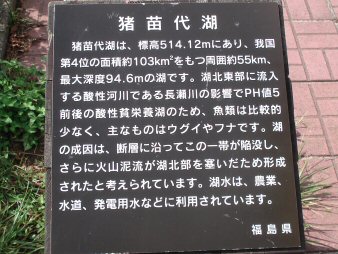 猪苗代湖
猪苗代湖は、標高514.12mにあり、我国
第4位の面積約103km²をもつ周囲約55km、
最大深度94.6mの湖です。湖北東部に流入
する酸性河川である長瀬川の影響でPH値5
前後の酸性貧栄養湖のため、魚類は比較的
少なく、主なものはウグイやフナです。湖
の成因は、断層に沿ってこの一帯が陥没し、
さらに火山泥流が湖北部を塞いだため形成
されたと考えられています。湖水は、農業、
水道、発電用水などに利用されています。
福島県